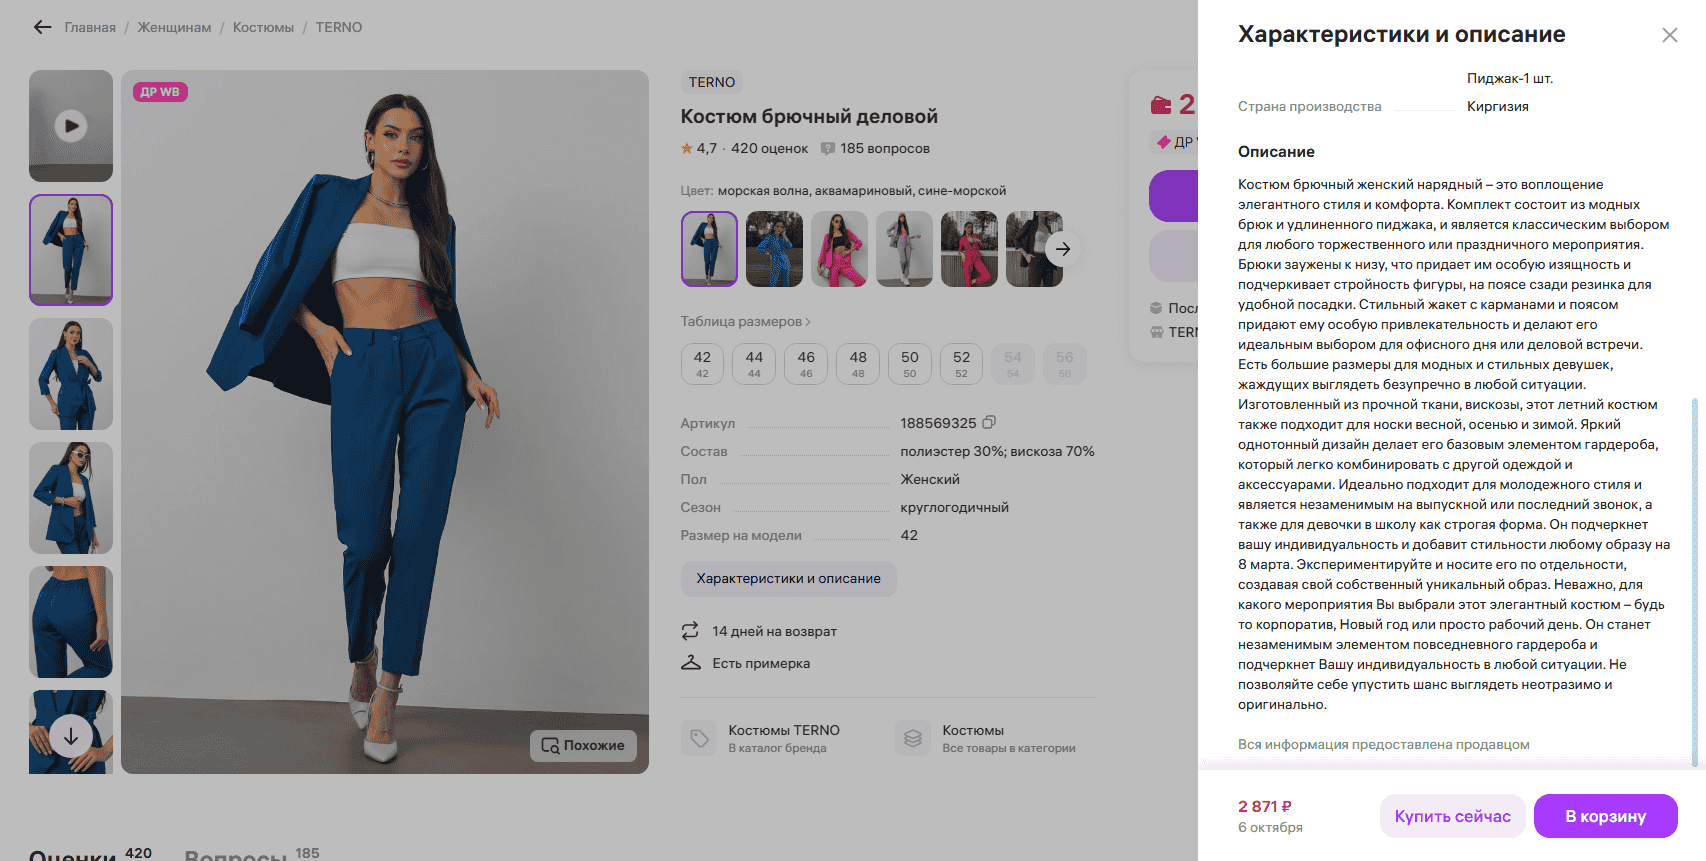 Главная / Женщинам / Костюмы / TERNO
ДР WB
Похожие
TERNO
Костюм брючный деловой
4,7 · 420 оценок 185 вопросов
Цвет: морская волна, аквамариновый, сине-морской
Таблица размеров
42 44 46 48 50 52 54 56
42 44 46 48 50 52 54 56
Артикул 188569325
Состав полиэстер 30%; вискоза 70%
Пол Женский
Сезон круглогодичный
Размер на модели 42
Характеристики и описание
14 дней на возврат
Есть примерка
Костюмы TERNO
В каталог бренда
Костюмы
Все товары в категории
Оценки 420 Вопросы 185
2
ДР
Посл
TERN
Характеристики и описание
Пиджак-1 шт.
Страна производства Киргизия
Описание
Костюм брючный женский нарядный – это воплощение
элегантного стиля и комфорта. Комплект состоит из модных
брюк и удлиненного пиджака, и является классическим выбором
для любого торжественного или праздничного мероприятия.
Брюки заужены к низу, что придает им особую изящность и
подчеркивает стройность фигуры, на поясе сзади резинка для
удобной посадки. Стильный жакет с карманами и поясом
придают ему особую привлекательность и делают его
идеальным выбором для офисного дня или деловой встречи.
Есть большие размеры для модных и стильных девушек,
жаждущих выглядеть безупречно в любой ситуации.
Изготовленный из прочной ткани, вискозы, этот летний костюм
также подходит для носки весной, осенью и зимой. Яркий
однотонный дизайн делает его базовым элементом гардероба,
который легко комбинировать с другой одеждой и
аксессуарами. Идеально подходит для молодежного стиля и
является незаменимым на выпускной или последний звонок, а
также для девочки в школу как строгая форма. Он подчеркнет
вашу индивидуальность и добавит стильности любому образу на
8 марта. Экспериментируйте и носите его по отдельности,
создавая свой собственный уникальный образ. Неважно, для
какого мероприятия Вы выбрали этот элегантный костюм – будь
то корпоратив, Новый год или просто рабочий день. Он станет
незаменимым элементом повседневного гардероба и
подчеркнет Вашу индивидуальность в любой ситуации. Не
позволяйте себе упустить шанс выглядеть неотразимо и
оригинально.
Вся информация предоставлена продавцом
2 871 ₽
6 октября
Купить сейчас
В корзину